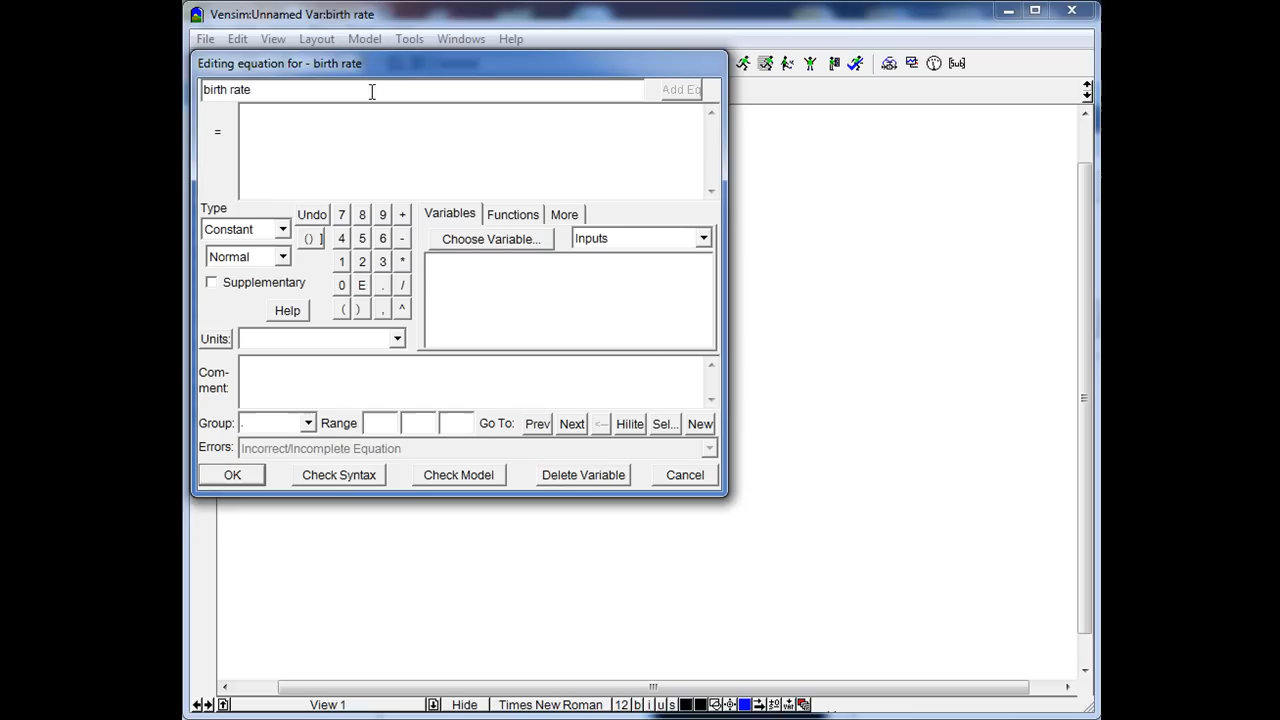 Vensim:Unnamed Var:birth rate
File Edit View Layout Model Tools Windows Help
Editing equation for - birth rate
birth rate Add Eq
=
Type Undo 7 8 9 + Variables Functions More
Constant () ] 4 5 6 - Choose Variable... Inputs
Normal 1 2 3 *
Supplementary 0 E . /
Help ( ) , ^
Units:
Com-
ment:
Group: . Range Go To: Prev Next <-- Hilite Sel... New
Errors: Incorrect/Incomplete Equation
OK Check Syntax Check Model Delete Variable Cancel
View 1 Hide Times New Roman 12 b i u s